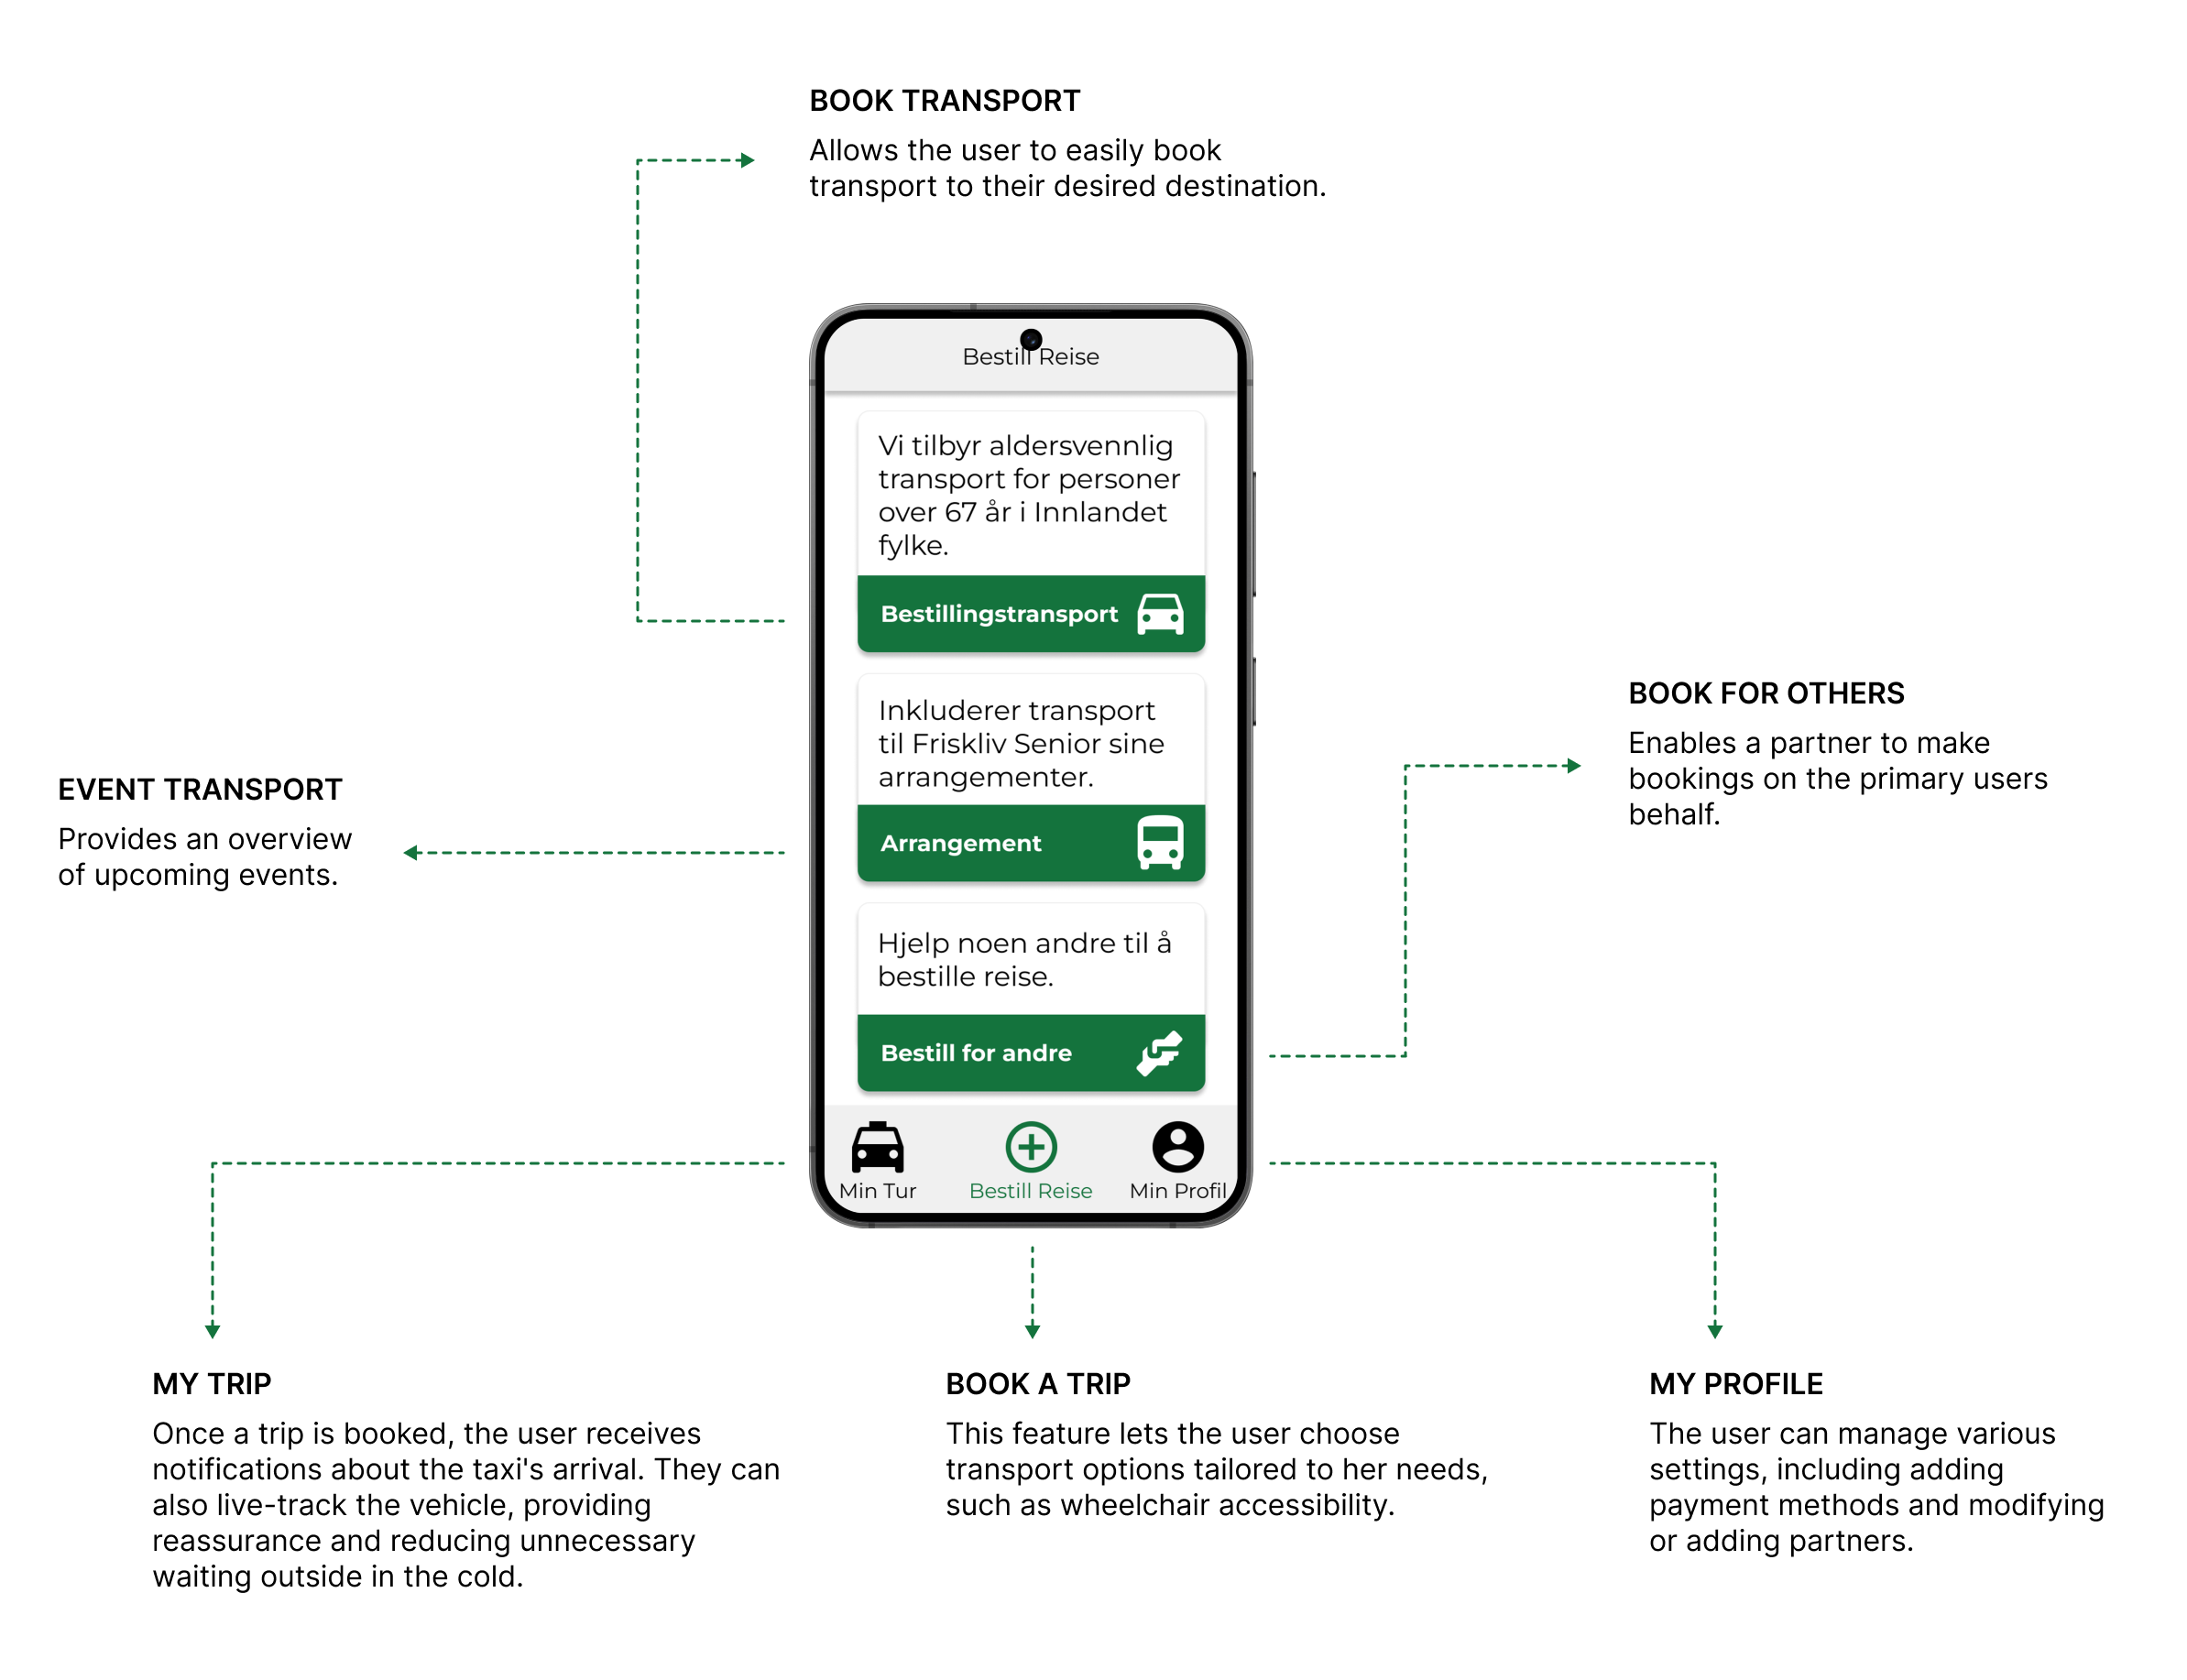 BOOK TRANSPORT
Allows the user to easily book
transport to their desired destination.
Bestill Reise
Vi tilbyr aldersvennlig
transport for personer
over 67 år i Innlandet
fylke.
Bestillingstransport
Inkluderer transport
til Friskliv Senior sine
arrangementer.
Arrangement
Hjelp noen andre til å
bestille reise.
Bestill for andre
Min Tur
Bestill Reise
Min Profil
BOOK FOR OTHERS
Enables a partner to make
bookings on the primary users
behalf.
EVENT TRANSPORT
Provides an overview
of upcoming events.
MY TRIP
Once a trip is booked, the user receives
notifications about the taxi's arrival. They can
also live-track the vehicle, providing
reassurance and reducing unnecessary
waiting outside in the cold.
BOOK A TRIP
This feature lets the user choose
transport options tailored to her needs,
such as wheelchair accessibility.
MY PROFILE
The user can manage various
settings, including adding
payment methods and modifying
or adding partners.